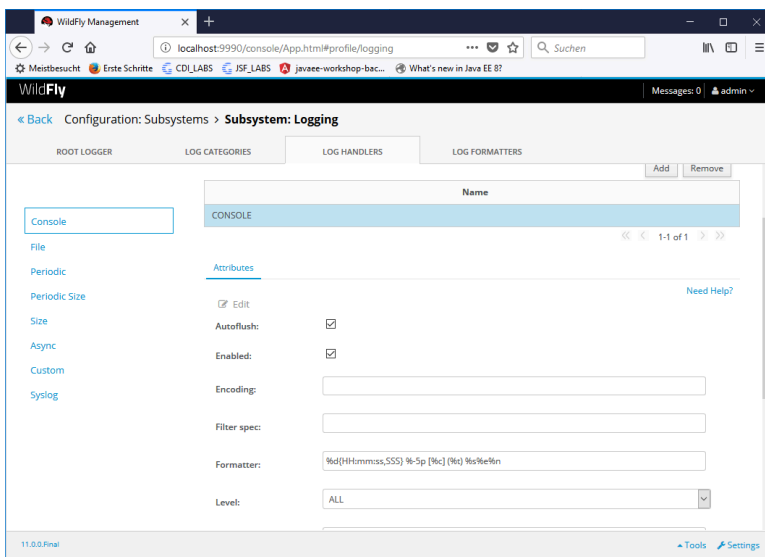 WildFly Management
localhost:9990/console/App.html#profile/logging
Suchen
Meistbesucht Erste Schritte CDI_LABS JSF_LABS javaee-workshop-bac... What's new in Java EE 8?
WildFly Messages: 0 admin
« Back Configuration: Subsystems > Subsystem: Logging
ROOT LOGGER LOG CATEGORIES LOG HANDLERS LOG FORMATTERS
Add Remove
Name
CONSOLE
1-1 of 1
Console
File
Periodic
Periodic Size
Size
Async
Custom
Syslog
Attributes
Need Help?
Edit
Autoflush:
Enabled:
Encoding:
Filter spec:
Formatter: %d{HH:mm:ss,SSS} %-5p [%c] (%t) %s%e%n
Level: ALL
11.0.0.Final Tools Settings